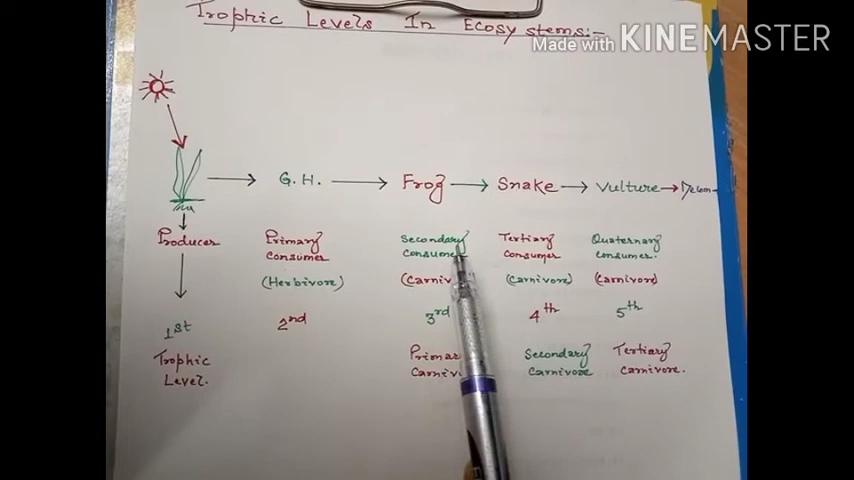 Trophic Levels In Ecosystems:-
Made with KINEMASTER
G.H. Frog Snake Vulture Decom-
Producer
Primary
consumer
(Herbivore)
Secondary
Tertiary
consumer
(carnivore)
Quaternary
consumer.
(carnivore)
1st
2nd
3rd
4th
5th
Trophic
Level.
Secondary
carnivore
Tertiary
carnivore.